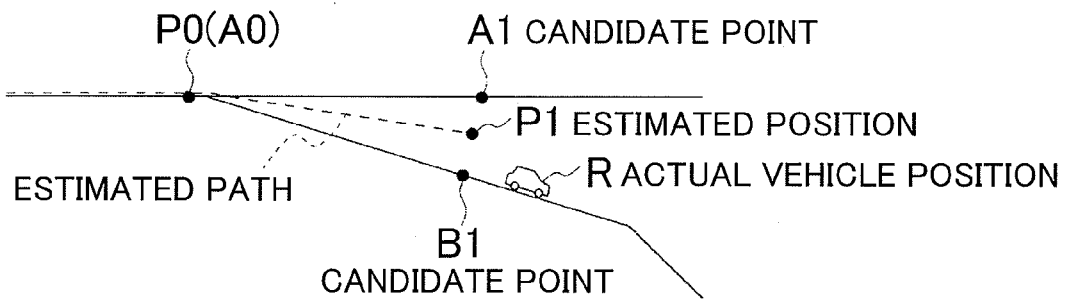 P0(A0)
A1 CANDIDATE POINT
P1 ESTIMATED POSITION
R ACTUAL VEHICLE POSITION
ESTIMATED PATH
B1
CANDIDATE POINT